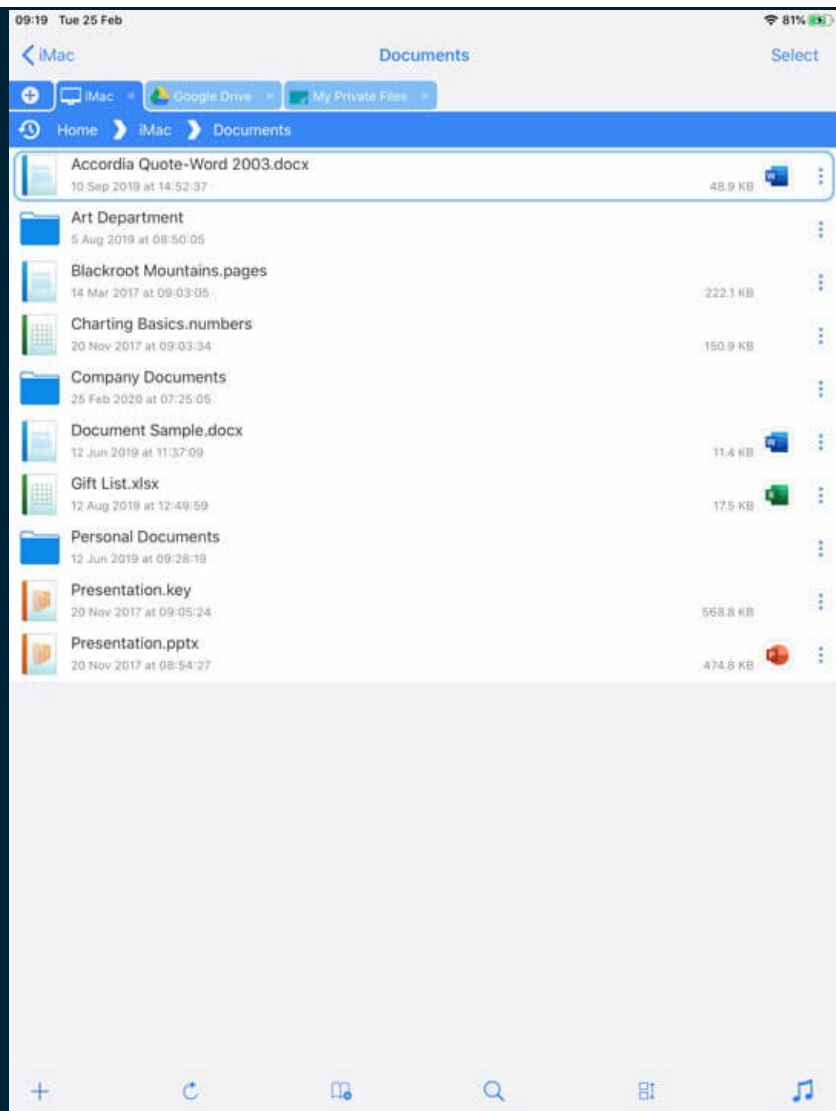 09:19 Tue 25 Feb 81%
iMac Documents Select
iMac Google Drive My Private Files
Home iMac Documents
Accordia Quote-Word 2003.docx
10 Sep 2019 at 14:52:37 48.9 KB
Art Department
5 Aug 2019 at 08:50:05
Blackroot Mountains.pages
14 Mar 2017 at 09:03:05 222.1 KB
Charting Basics.numbers
20 Nov 2017 at 09:03:34 150.9 KB
Company Documents
25 Feb 2020 at 07:25:05
Document Sample.docx
12 Jun 2019 at 11:37:09 11.4 KB
Gift List.xlsx
12 Aug 2019 at 12:49:59 17.5 KB
Personal Documents
12 Jun 2019 at 09:28:19
Presentation.key
20 Nov 2017 at 09:05:24 568.8 KB
Presentation.pptx
20 Nov 2017 at 08:54:27 474.8 KB